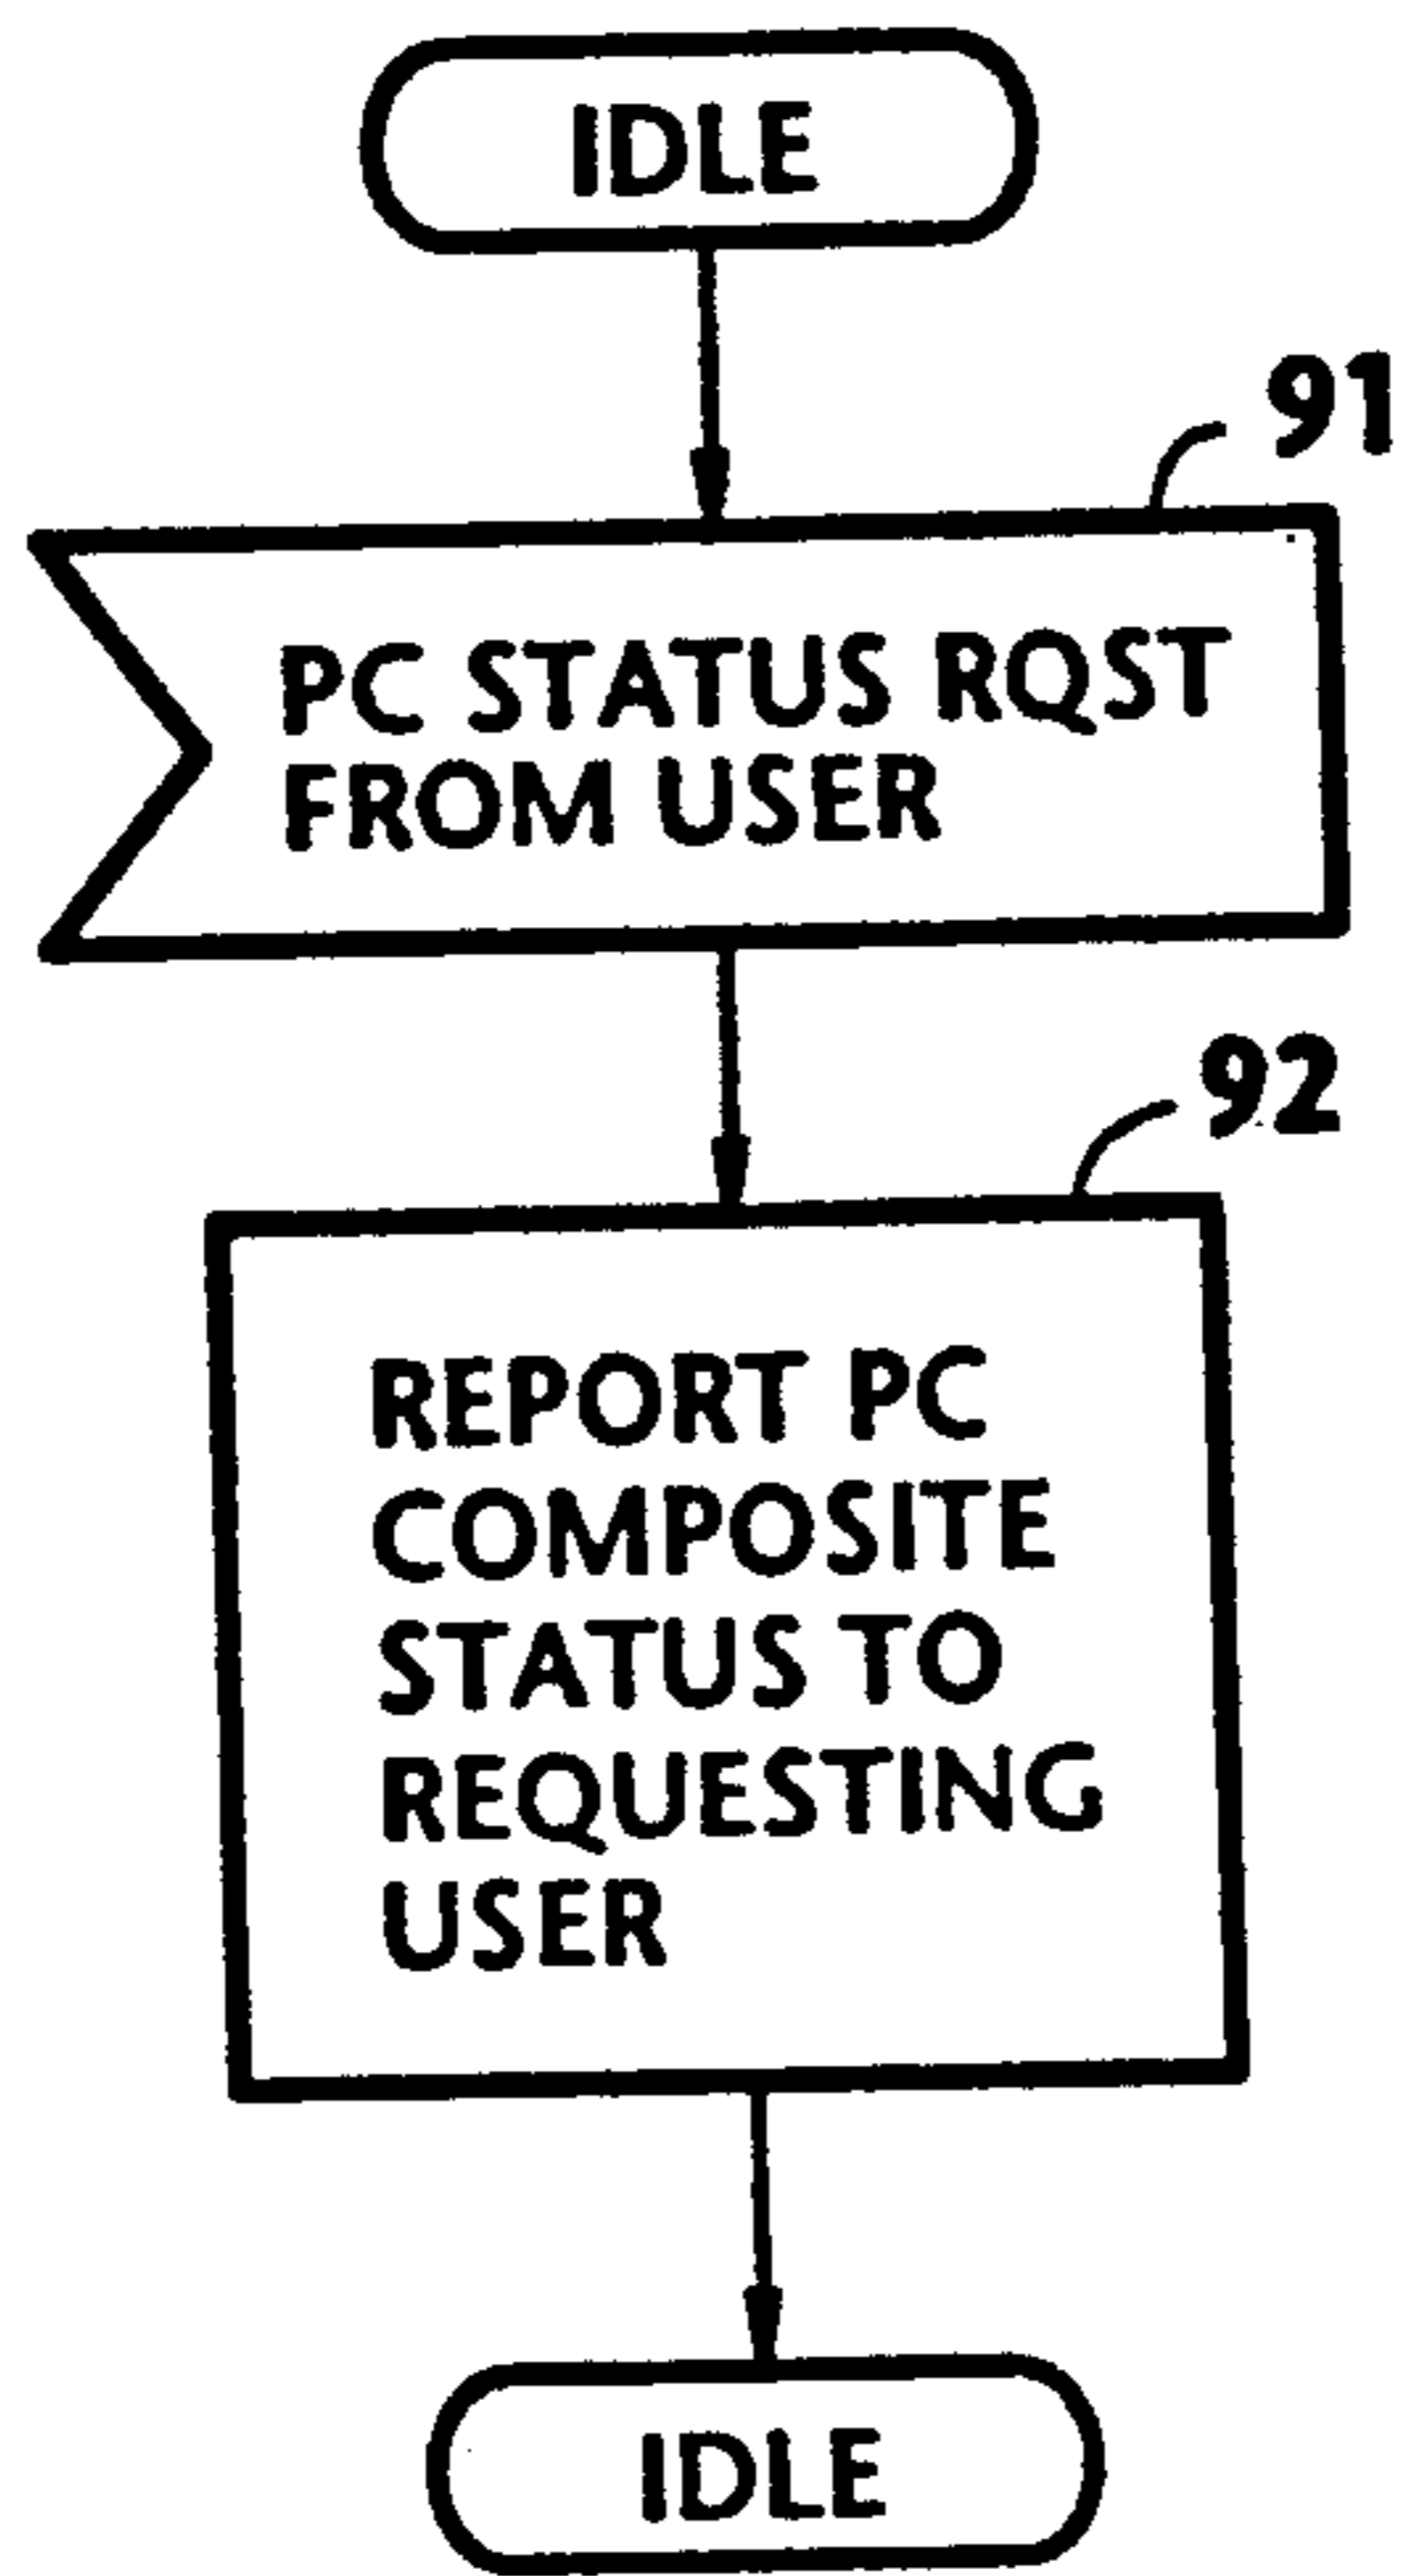 IDLE
91
PC STATUS RQST
FROM USER
92
REPORT PC
COMPOSITE
STATUS TO
REQUESTING
USER
IDLE